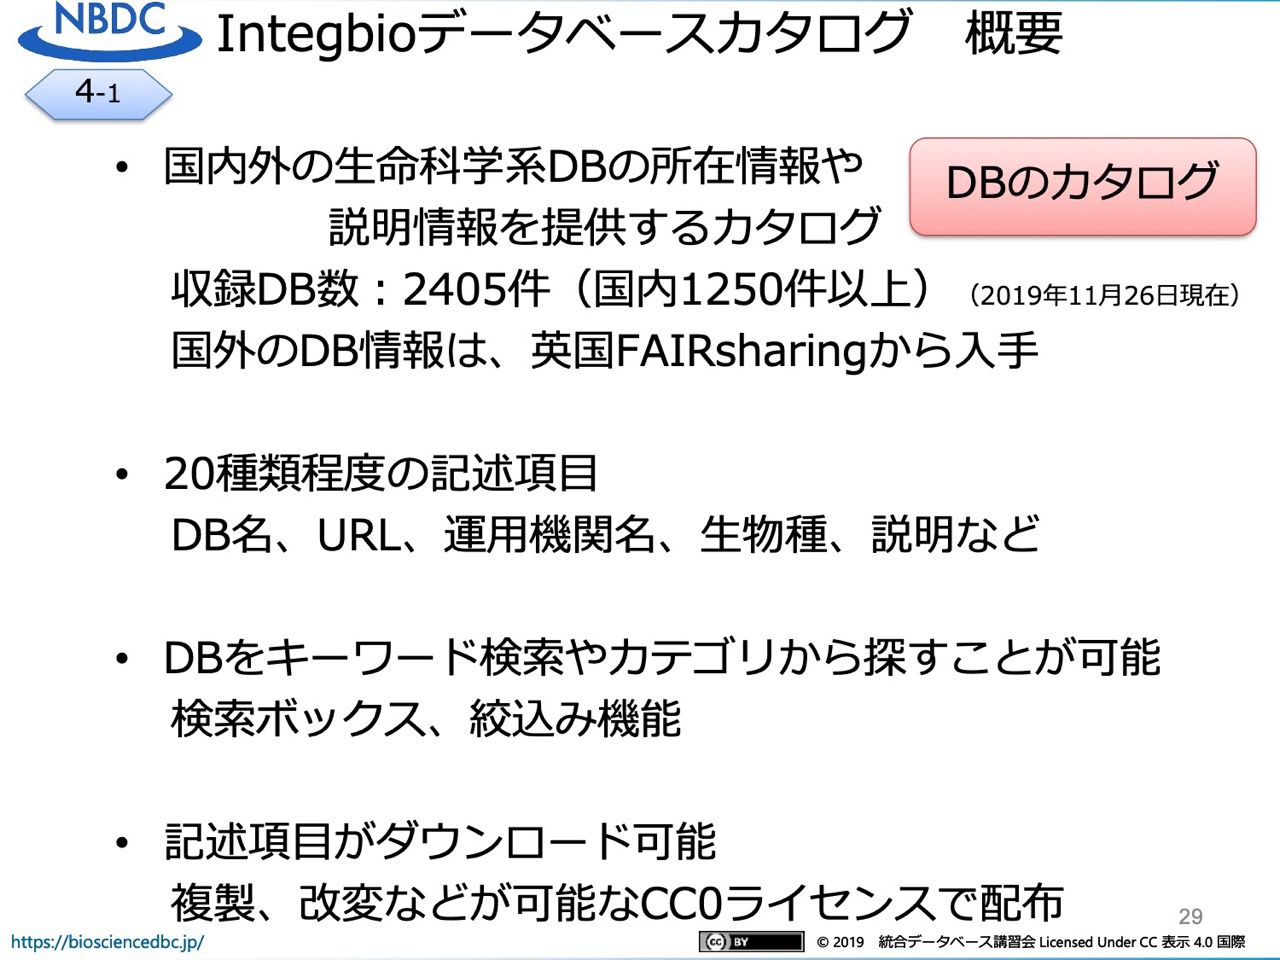 NBDC
Integbioデータベースカタログ　概要
4-1
• 国内外の生命科学系DBの所在情報や
説明情報を提供するカタログ
DBのカタログ
収録DB数：2405件（国内1250件以上）（2019年11月26日現在）
国外のDB情報は、英国FAIRsharingから入手
• 20種類程度の記述項目
DB名、URL、運用機関名、生物種、説明など
• DBをキーワード検索やカテゴリから探すことが可能
検索ボックス、絞込み機能
• 記述項目がダウンロード可能
複製、改変などが可能なCC0ライセンスで配布
29
https://biosciencedbc.jp/
cc BY
© 2019　統合データベース講習会 Licensed Under CC 表示 4.0 国際